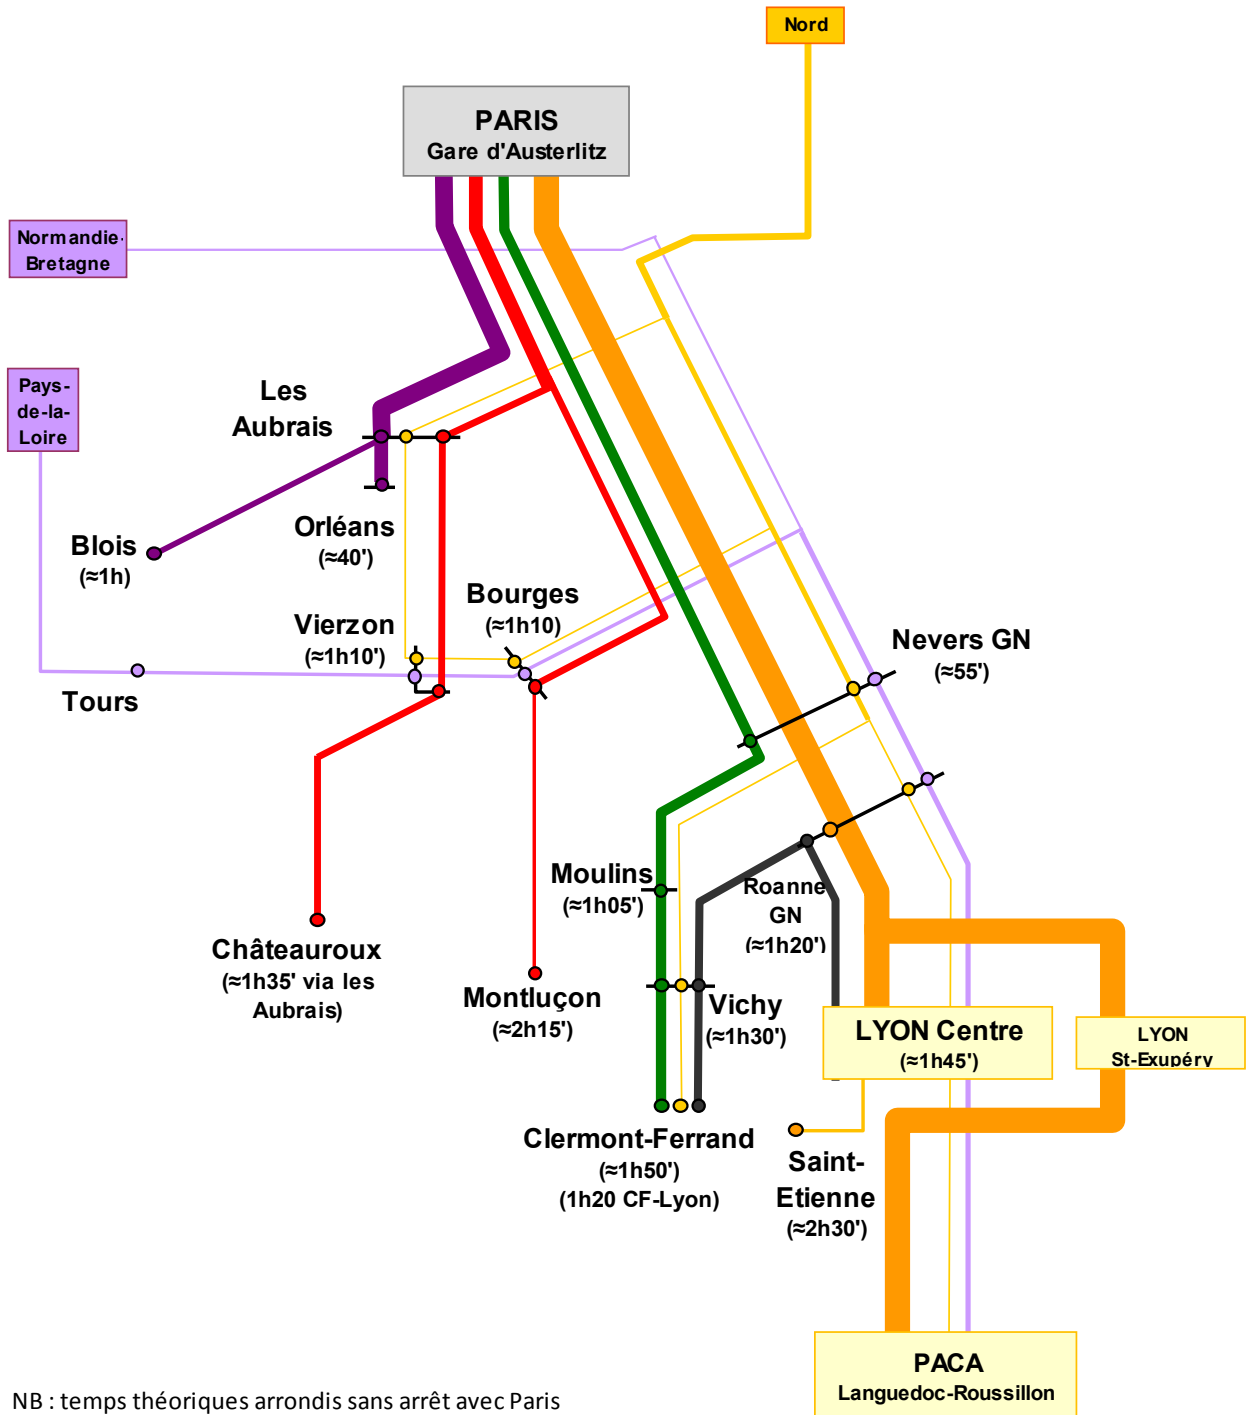 Nord
PARIS
Gare d'Austerlitz
Normandie-
Bretagne
Pays-
de-la-
Loire
Les
Aubrais
Orléans
(≈40')
Blois
(≈1h)
Bourges
(≈1h10)
Vierzon
(≈1h10')
Nevers GN
(≈55')
Tours
Moulins
(≈1h05')
Roanne
GN
(≈1h20')
Châteauroux
(≈1h35' via les
Aubrais)
Montluçon
(≈2h15')
Vichy
(≈1h30')
LYON Centre
(≈1h45')
LYON
St-Exupéry
Clermont-Ferrand
(≈1h50')
(1h20 CF-Lyon)
Saint-
Etienne
(≈2h30')
PACA
Languedoc-Roussillon
NB : temps théoriques arrondis sans arrêt avec Paris